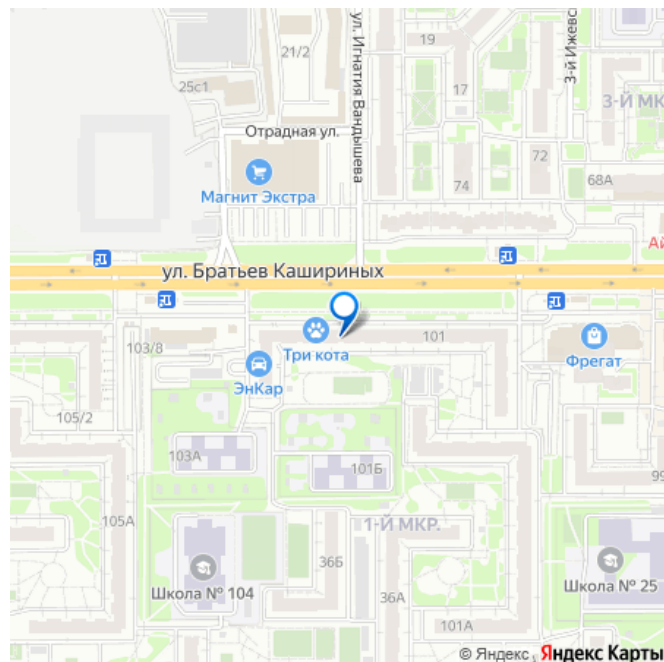 19
21/2
25с1
ул. Игнатия Вандышева
3-й Ижевс
17
3-Й МК
Отрадная ул.
72
74
68А
Магнит Экстра
Ай
ул. Братьев Кашириных
101
103/8
Три кота
Фрегат
ЭнКар
105/2
103А
101Б
99
105А
1-Й МКР.
36Б
Школа № 104
Школа № 25
36А
101А
© Яндекс
Яндекс Карты